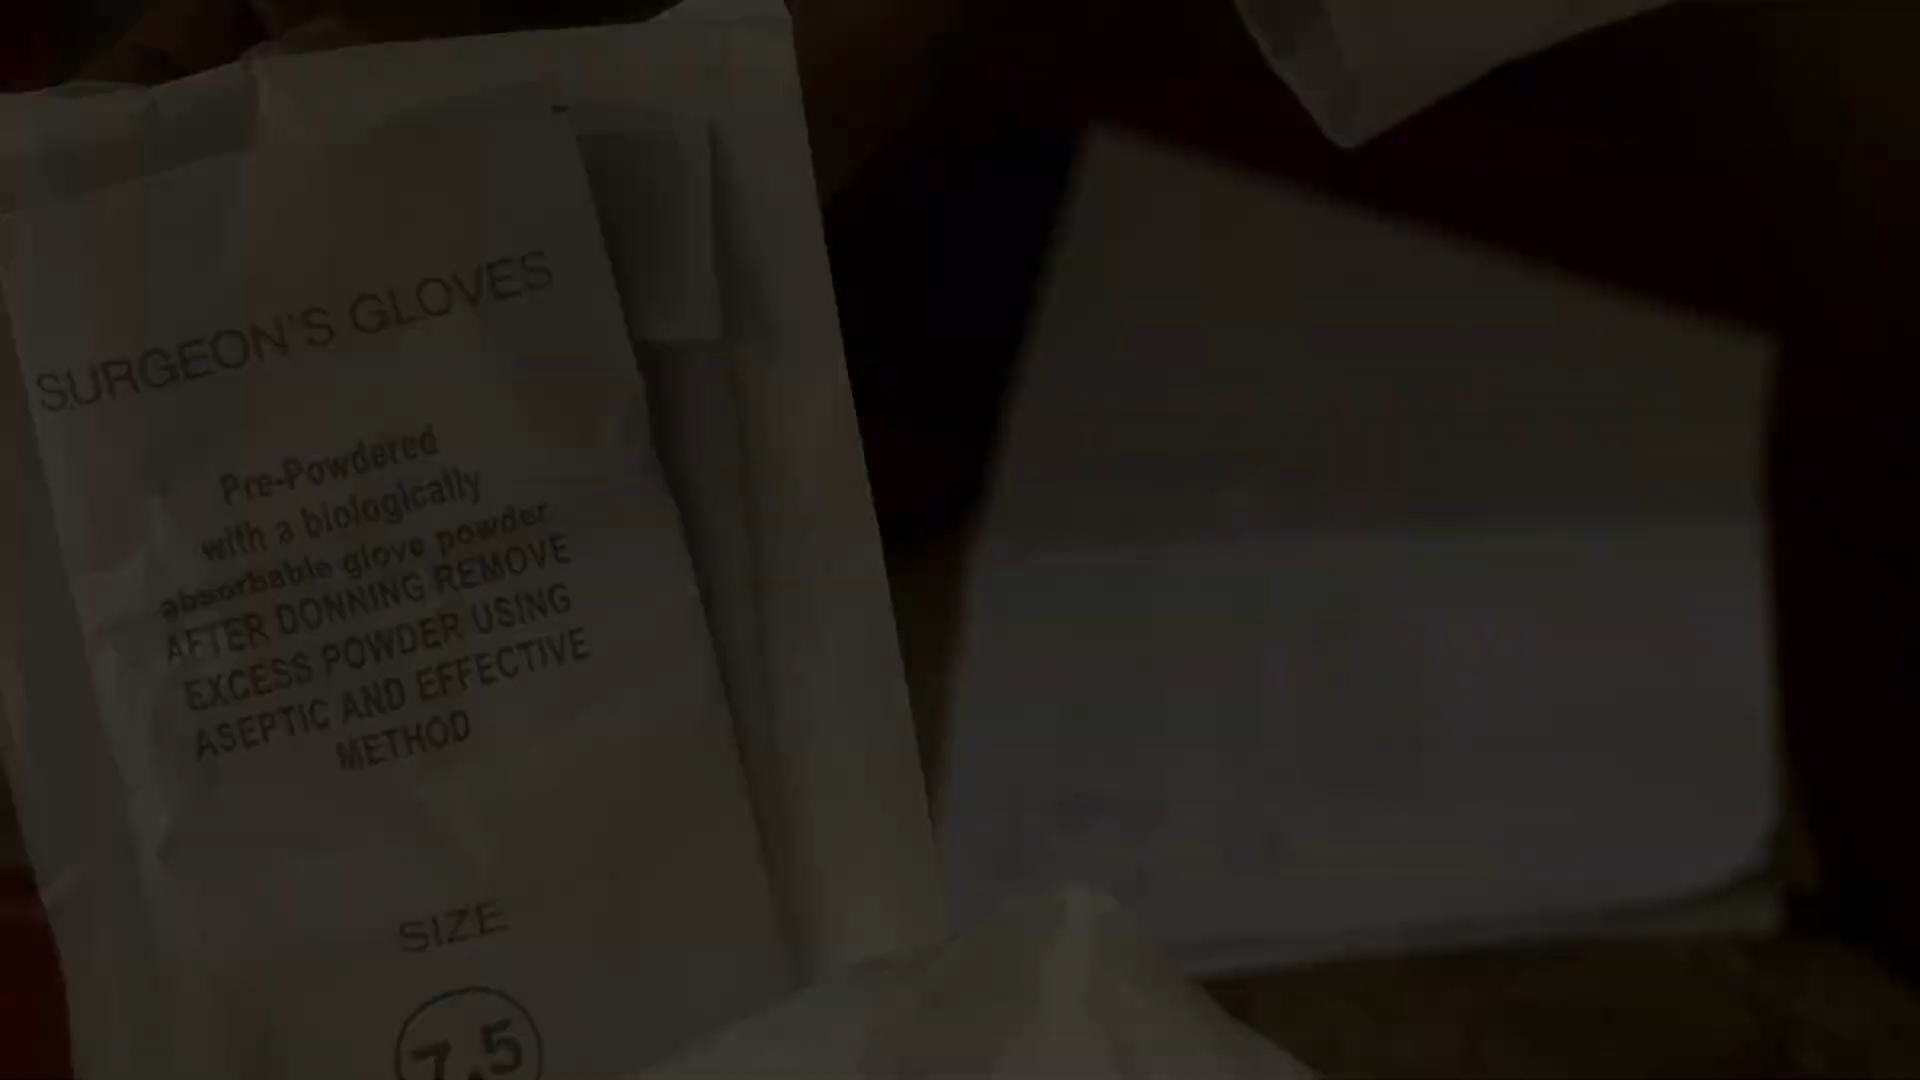 SURGEON'S GLOVES
Pre-Powdered
with a biologically
absorbable glove powder
AFTER DONNING REMOVE
EXCESS POWDER USING
ASEPTIC AND EFFECTIVE
METHOD
SIZE
7.5